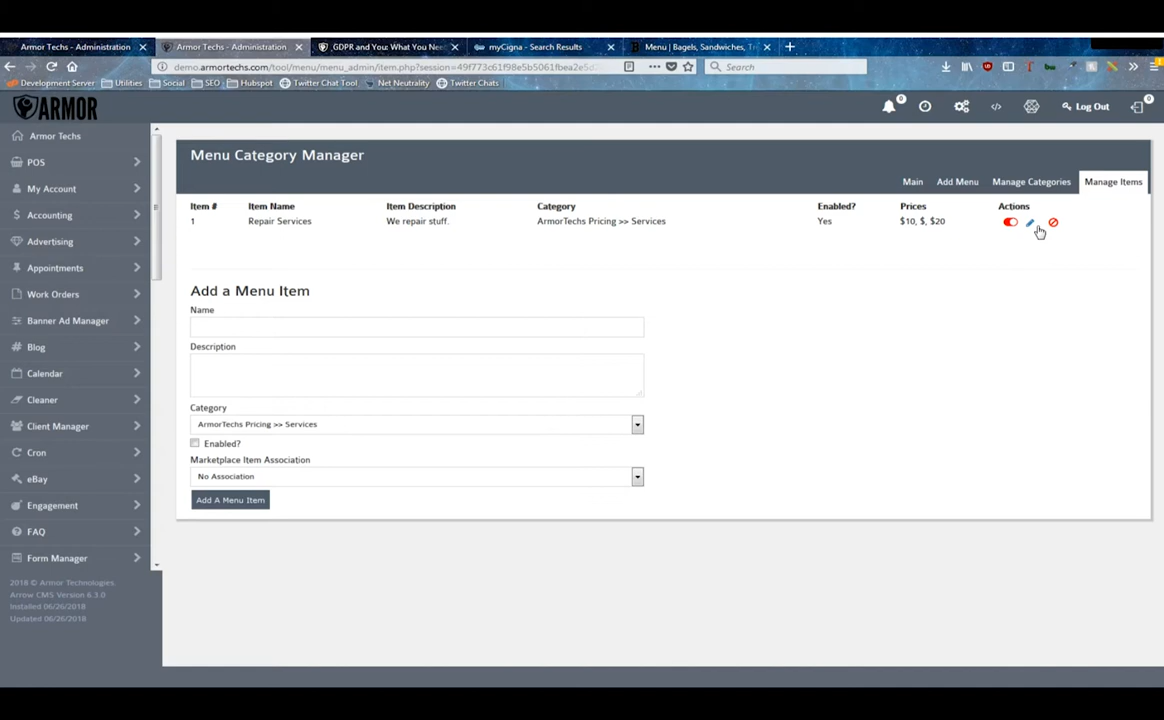 Armor Techs - Administration
Armor Techs - Administration
_GDPR and You: What You Nee
myCigna - Search Results
Menu | Bagels, Sandwiches, Tr
demo.armortechs.com/tool/menu/menu_admin/item.php?session=49f773c61f98e5b5061fbea2e5d
Search
Development Server
Utilities
Social
SEO
Hubspot
Twitter Chat Tool
Net Neutrality
Twitter Chats
ARMOR
0
Log Out
0
Armor Techs
POS
My Account
Accounting
Advertising
Appointments
Work Orders
Banner Ad Manager
Blog
Calendar
Cleaner
Client Manager
Cron
eBay
Engagement
FAQ
Form Manager
2018 © Armor Technologies.
Arrow CMS Version 6.3.0
Installed 06/26/2018
Updated 06/26/2018
Menu Category Manager
Main Add Menu Manage Categories Manage Items
Item # Item Name Item Description Category Enabled? Prices Actions
1 Repair Services We repair stuff. ArmorTechs Pricing >> Services Yes $10, $, $20
Add a Menu Item
Name
Description
Category
ArmorTechs Pricing >> Services
Enabled?
Marketplace Item Association
No Association
Add A Menu Item